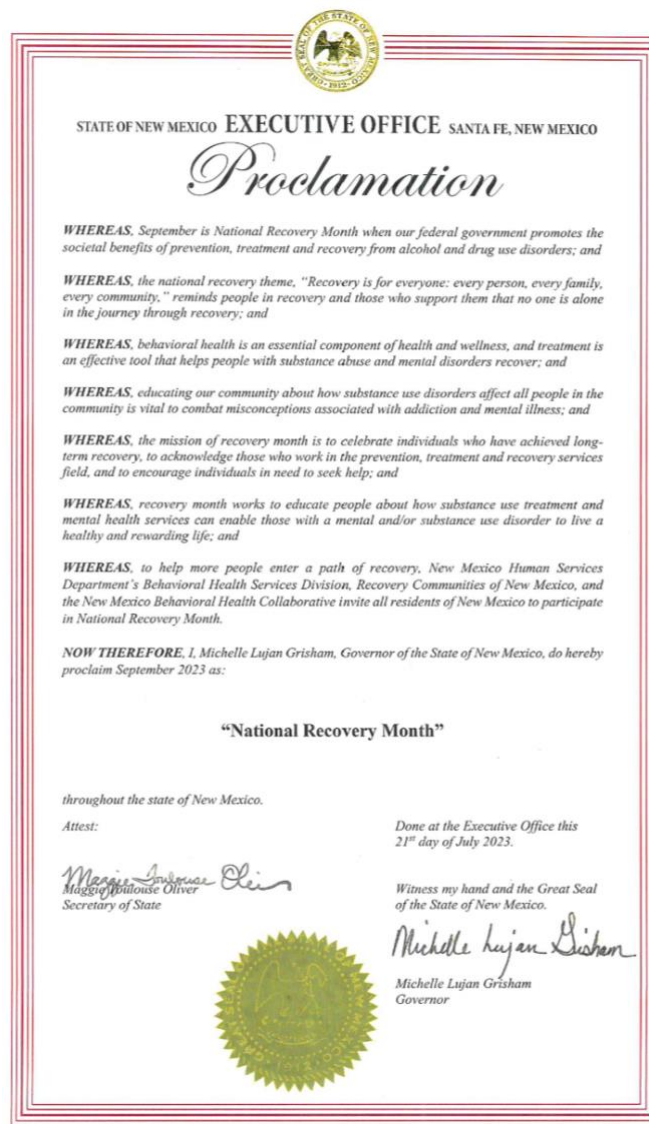 GREAT SEAL OF THE STATE OF NEW MEXICO
·1912·
STATE OF NEW MEXICO EXECUTIVE OFFICE SANTA FE, NEW MEXICO
Proclamation
WHEREAS, September is National Recovery Month when our federal government promotes the
societal benefits of prevention, treatment and recovery from alcohol and drug use disorders; and
WHEREAS, the national recovery theme, “Recovery is for everyone: every person, every family,
every community,” reminds people in recovery and those who support them that no one is alone
in the journey through recovery; and
WHEREAS, behavioral health is an essential component of health and wellness, and treatment is
an effective tool that helps people with substance abuse and mental disorders recover; and
WHEREAS, educating our community about how substance use disorders affect all people in the
community is vital to combat misconceptions associated with addiction and mental illness; and
WHEREAS, the mission of recovery month is to celebrate individuals who have achieved long-
term recovery, to acknowledge those who work in the prevention, treatment and recovery services
field, and to encourage individuals in need to seek help; and
WHEREAS, recovery month works to educate people about how substance use treatment and
mental health services can enable those with a mental and/or substance use disorder to live a
healthy and rewarding life; and
WHEREAS, to help more people enter a path of recovery, New Mexico Human Services
Department’s Behavioral Health Services Division, Recovery Communities of New Mexico, and
the New Mexico Behavioral Health Collaborative invite all residents of New Mexico to participate
in National Recovery Month.
NOW THEREFORE, I, Michelle Lujan Grisham, Governor of the State of New Mexico, do hereby
proclaim September 2023 as:
“National Recovery Month”
throughout the state of New Mexico.
Attest:
Maggie Toulouse Oliver
Maggie Toulouse Oliver
Secretary of State
Done at the Executive Office this
21st day of July 2023.
Witness my hand and the Great Seal
of the State of New Mexico.
Michelle Lujan Grisham
Michelle Lujan Grisham
Governor